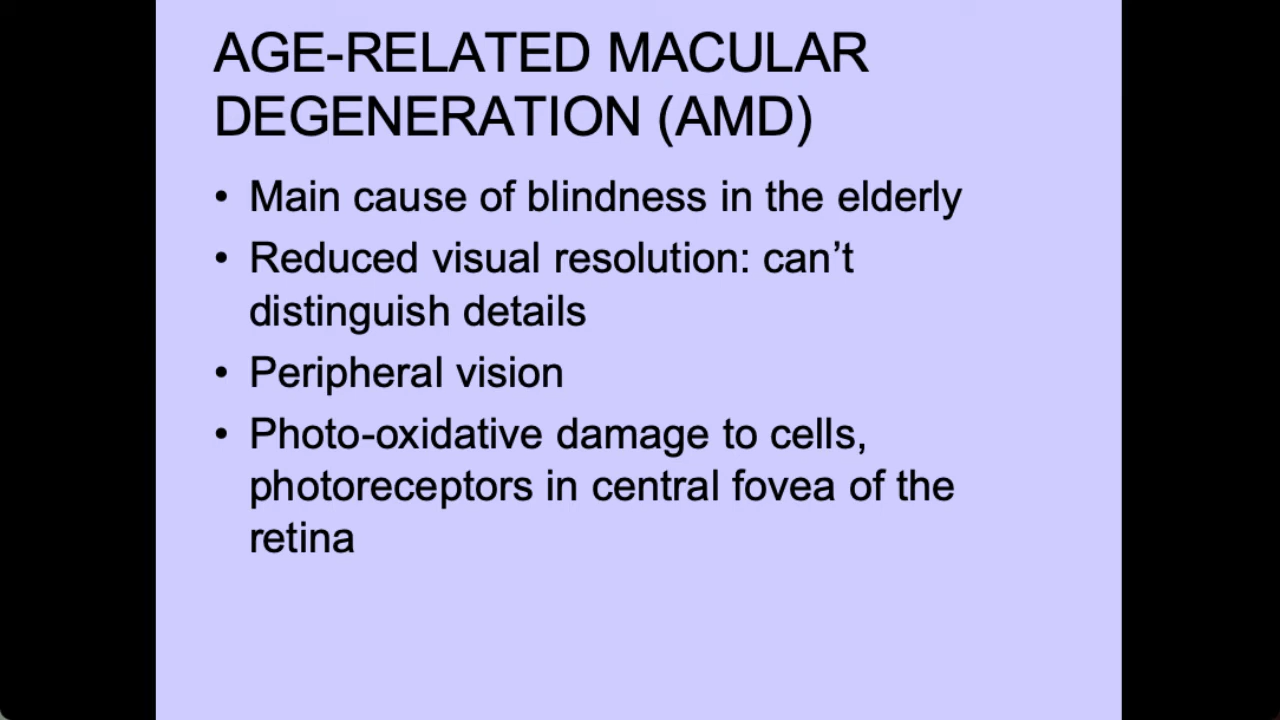 AGE-RELATED MACULAR
DEGENERATION (AMD)
• Main cause of blindness in the elderly
• Reduced visual resolution: can’t
distinguish details
• Peripheral vision
• Photo-oxidative damage to cells,
photoreceptors in central fovea of the
retina